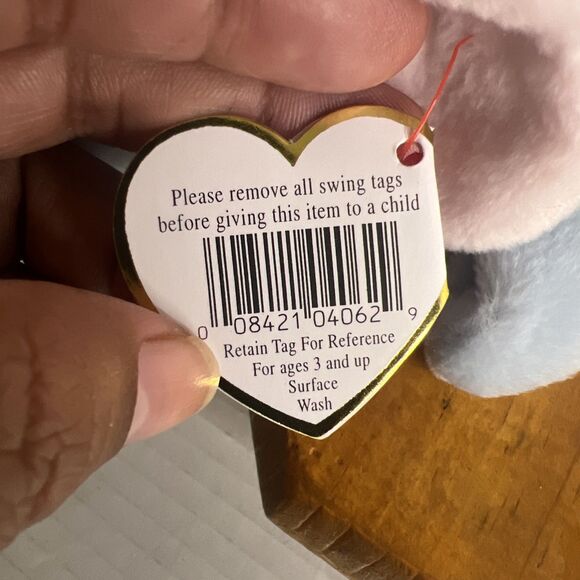 Please remove all swing tags
before giving this item to a child
0 08421 04062 9
Retain Tag For Reference
For ages 3 and up
Surface
Wash